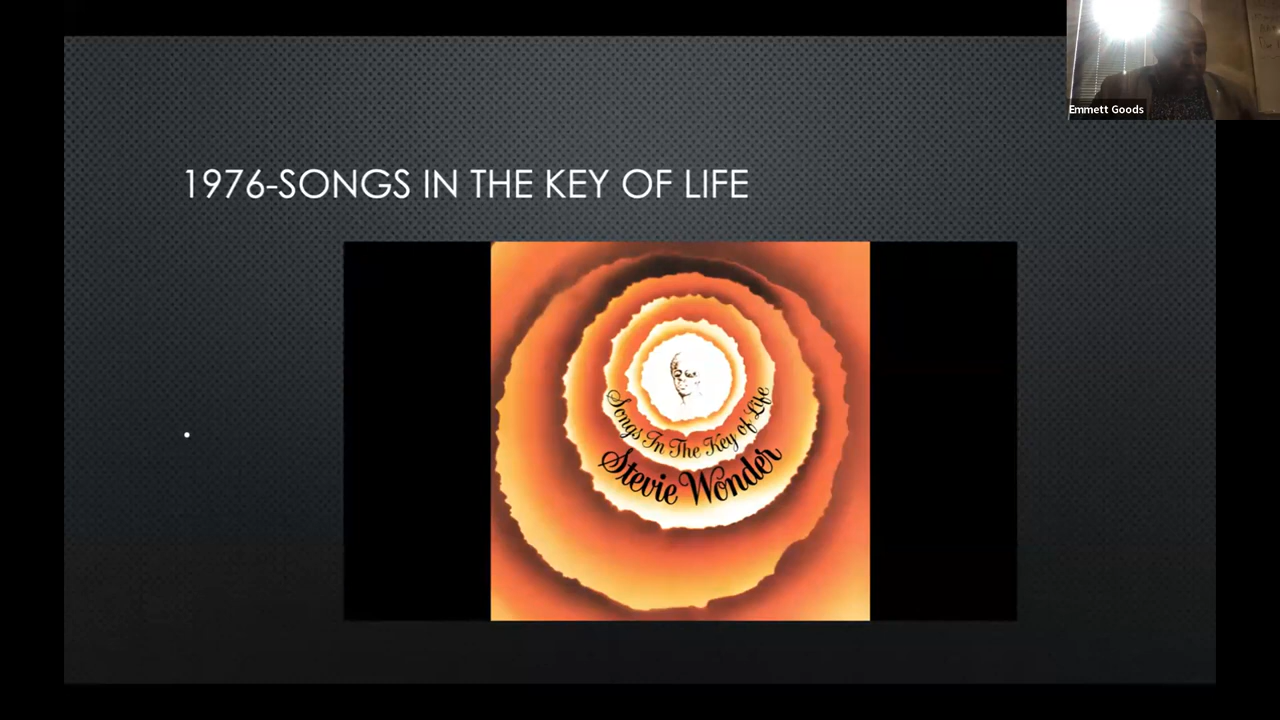 Emmett Goods
1976-SONGS IN THE KEY OF LIFE
Songs In The Key of Life
Stevie Wonder